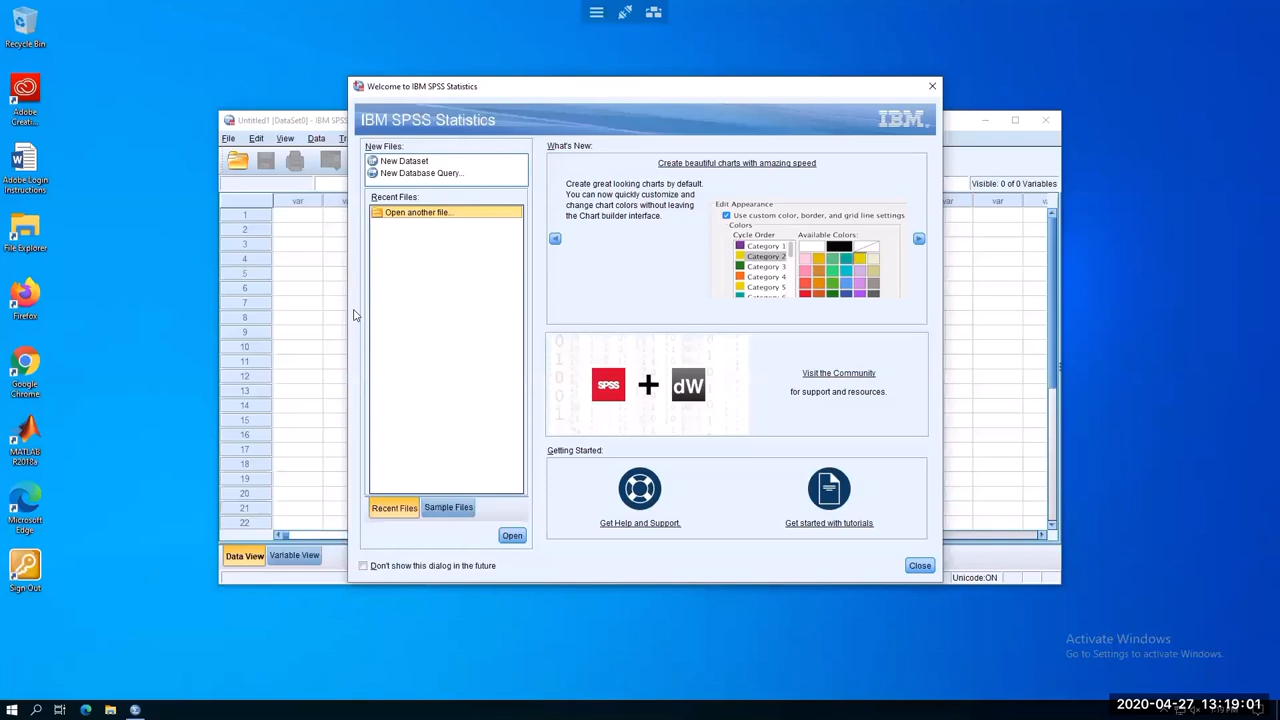 Recycle Bin
Adobe
Creati...
Adobe Login
Instructions
File Explorer
Firefox
Google
Chrome
MATLAB
R2018a
Microsoft
Edge
Sign Out
Untitled1 [DataSet0] - IBM SPSS
File Edit View Data
Visible: 0 of 0 Variables
var var var var
1
2
3
4
5
6
7
8
9
10
11
12
13
14
15
16
17
18
19
20
21
22
Data View Variable View
Unicode:ON
Welcome to IBM SPSS Statistics
IBM SPSS Statistics
IBM
New Files:
New Dataset
New Database Query...
Recent Files:
Open another file...
Recent Files Sample Files
Open
Don't show this dialog in the future
What's New:
Create beautiful charts with amazing speed
Create great looking charts by default.
You can now quickly customize and
change chart colors without leaving
the Chart builder interface.
Edit Appearance
Use custom color, border, and grid line settings
Colors
Cycle Order Available Colors:
Category 1
Category 2
Category 3
Category 4
Category 5
SPSS + dW
Visit the Community
for support and resources.
Getting Started:
Get Help and Support.
Get started with tutorials
Close
Activate Windows
Go to Settings to activate Windows.
2020-04-27 13:19:01